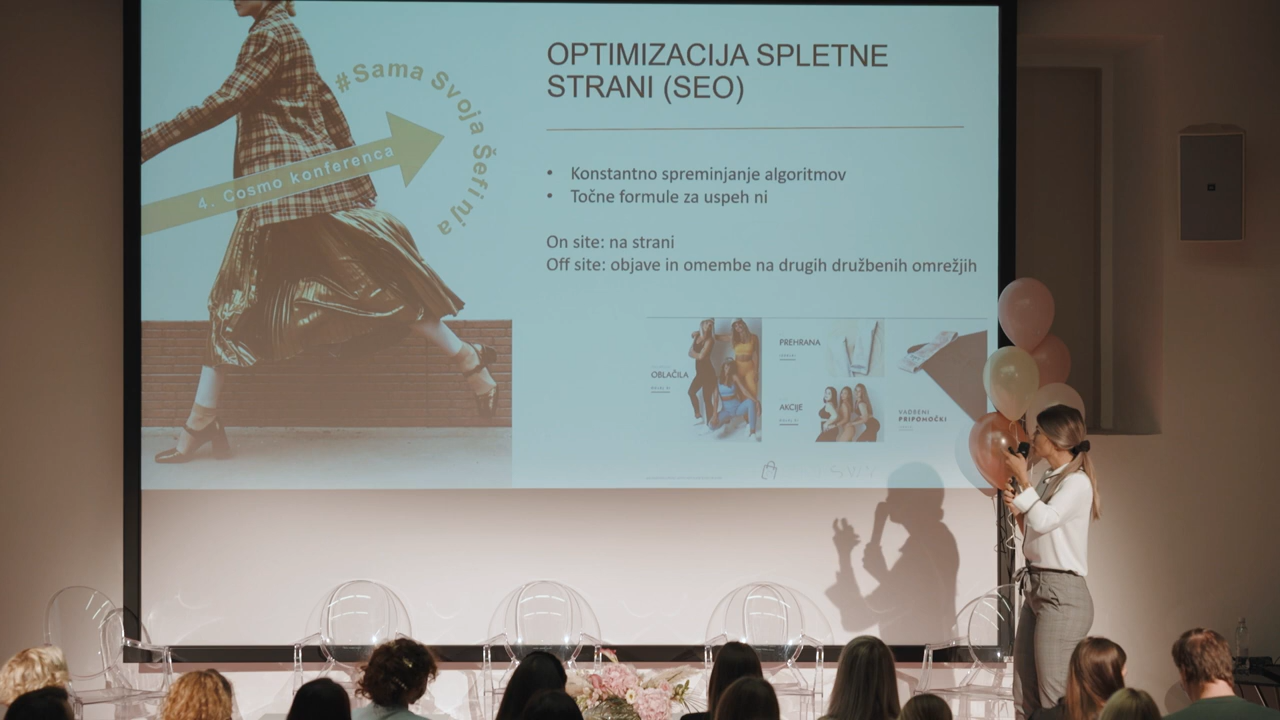 #Sama Svoja Šefinja
4. Cosmo konferenca
OPTIMIZACIJA SPLETNE
STRANI (SEO)
• Konstantno spreminjanje algoritmov
• Točne formule za uspeh ni
On site: na strani
Off site: objave in omembe na drugih družbenih omrežjih
OBLAČILA
PREHRANA
AKCIJE
VADBENI
PRIPOMOČKI